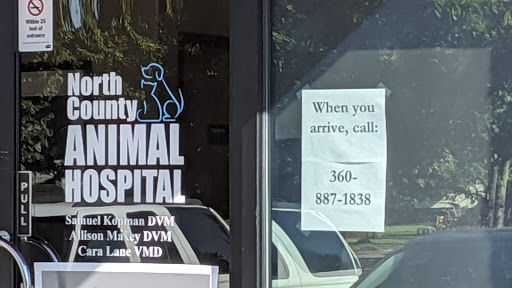 Within 25
feet of
entrance
North
County
ANIMAL
HOSPITAL
Samuel Kopman DVM
Allison Maxey DVM
Cara Lane VMD
PULL
When you
arrive, call:
360-
887-1838